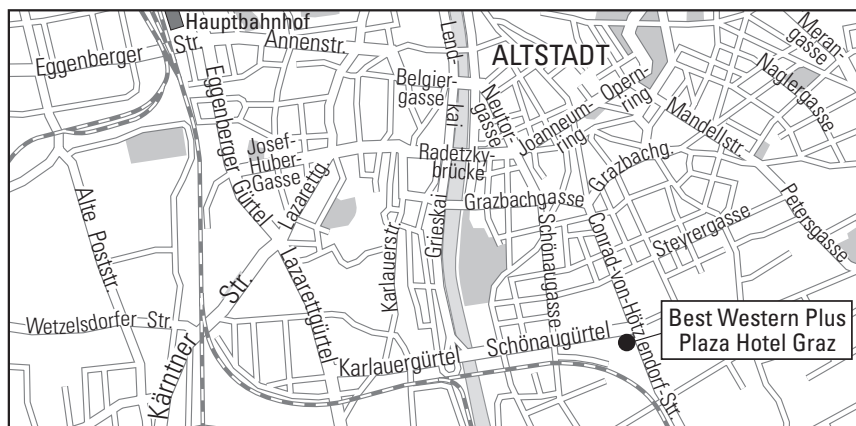 Hauptbahnhof
Eggenberger
Str.
Annenstr.
Lend-
kai
ALTSTADT
Meran-
gasse
Naglergasse
Belgier-
gasse
Neutor-
gasse
Opern-
ring
Joanneum-
ring
Mandellstr.
Eggenberger
Gürtel
Josef-
Huber-
Gasse
Lazarettg.
Radetzky-
brücke
Grazbachg.
Grazbachgasse
Petersgasse
Alte Poststr.
Grieskai
Karlauerstr.
Schönaugasse
Conrad-von-Hötzendorf-Str.
Steyrergasse
Lazarettgürtel
Wetzelsdorfer Str.
Kärntner
Str.
Karlauergürtel
Schönaugürtel
Best Western Plus
Plaza Hotel Graz